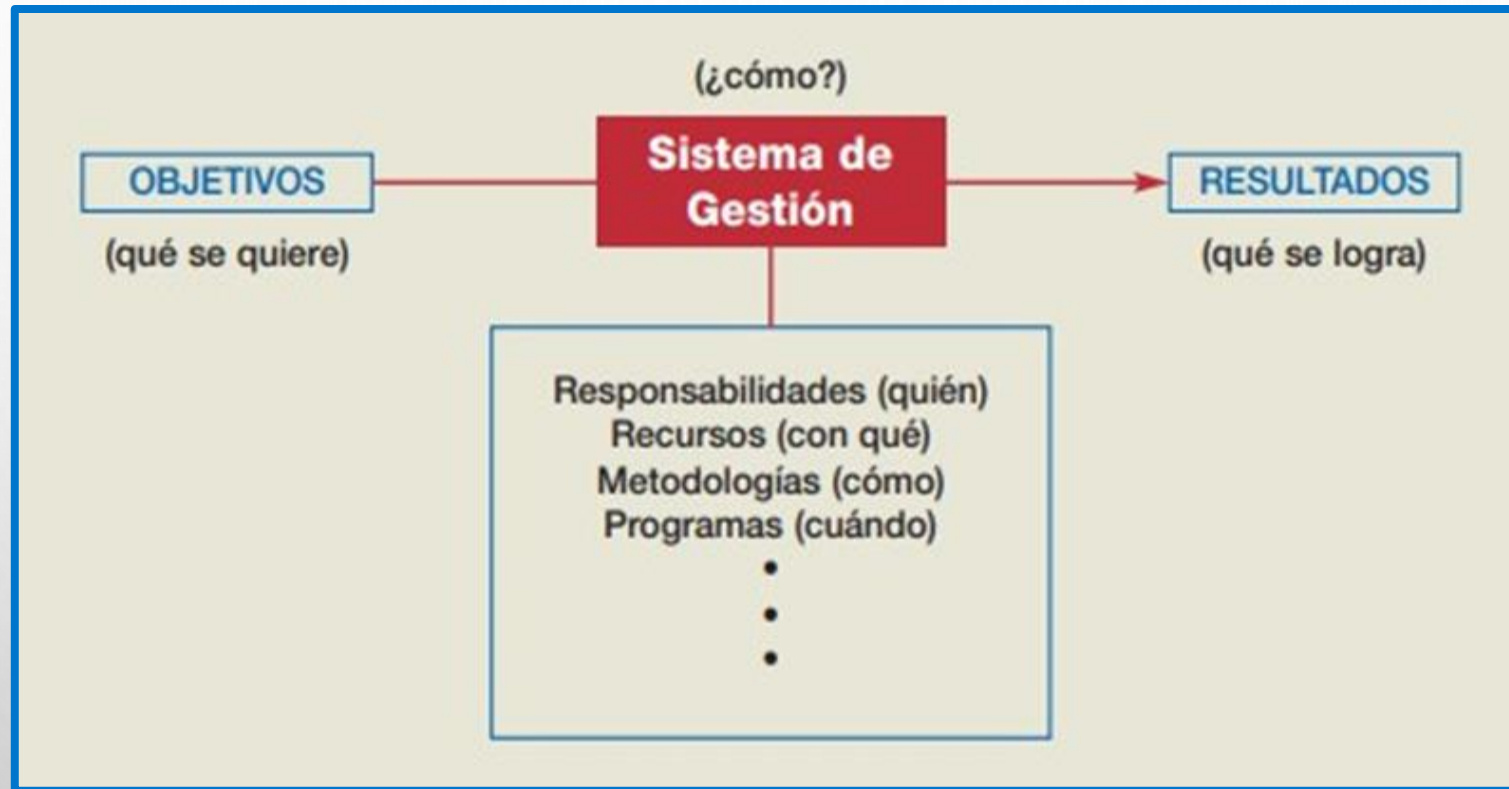 (¿cómo?)
OBJETIVOS
(qué se quiere)
Sistema de
Gestión
RESULTADOS
(qué se logra)
Responsabilidades (quién)
Recursos (con qué)
Metodologías (cómo)
Programas (cuándo)
•
•
•